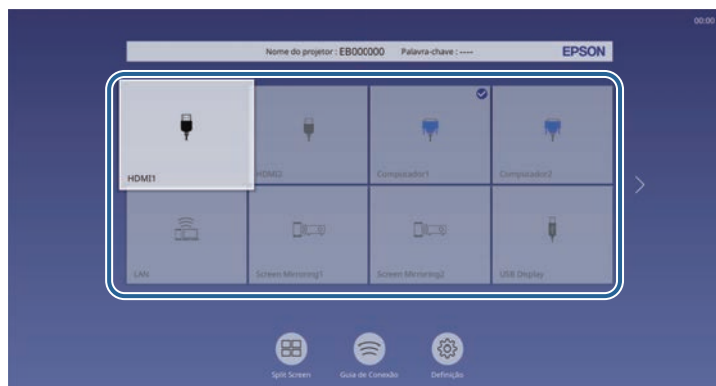 00:00
Nome do projetor : EB000000 Palavra-chave : ---- EPSON
HDMI1 HDMI2 Computador1 Computador2
LAN Screen Mirroring1 Screen Mirroring2 USB Display
Split Screen Guia de Conexão Definição